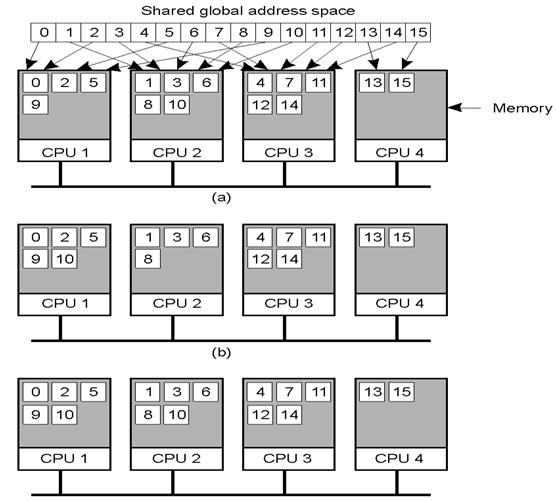 Shared global address space
0 1 2 3 4 5 6 7 8 9 10 11 12 13 14 15
0 2 5 1 3 6 4 7 11 13 15
9 8 10 12 14
Memory
CPU 1 CPU 2 CPU 3 CPU 4
(a)
0 2 5 1 3 6 4 7 11 13 15
9 10 8 12 14
CPU 1 CPU 2 CPU 3 CPU 4
(b)
0 2 5 1 3 6 4 7 11 13 15
9 10 8 10 12 14
CPU 1 CPU 2 CPU 3 CPU 4